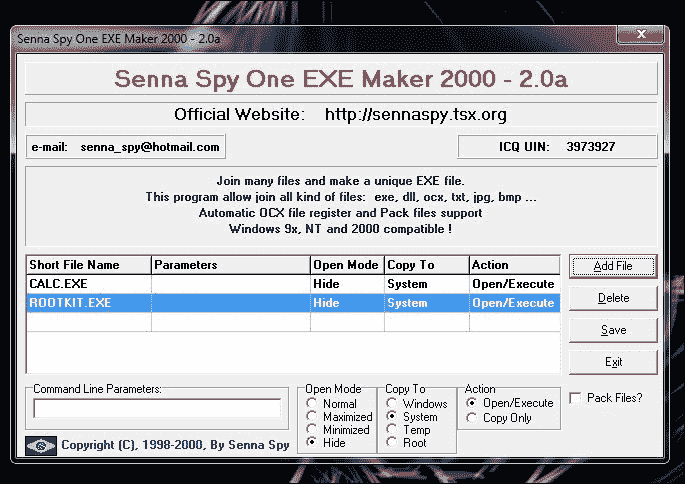 Senna Spy One EXE Maker 2000 - 2.0a
Senna Spy One EXE Maker 2000 - 2.0a
Official Website: http://sennaspy.tsx.org
e-mail: senna_spy@hotmail.com ICQ UIN: 3973927
Join many files and make a unique EXE file.
This program allow join all kind of files: exe, dll, ocx, txt, jpg, bmp ...
Automatic OCX file register and Pack files support
Windows 9x, NT and 2000 compatible !
Short File Name Parameters Open Mode Copy To Action
CALC.EXE Hide System Open/Execute
ROOTKIT.EXE Hide System Open/Execute
Add File
Delete
Save
Exit
Command Line Parameters:
Open Mode
Normal
Maximized
Minimized
Hide
Copy To
Windows
System
Temp
Root
Action
Open/Execute
Copy Only
Pack Files?
Copyright (C), 1998-2000, By Senna Spy